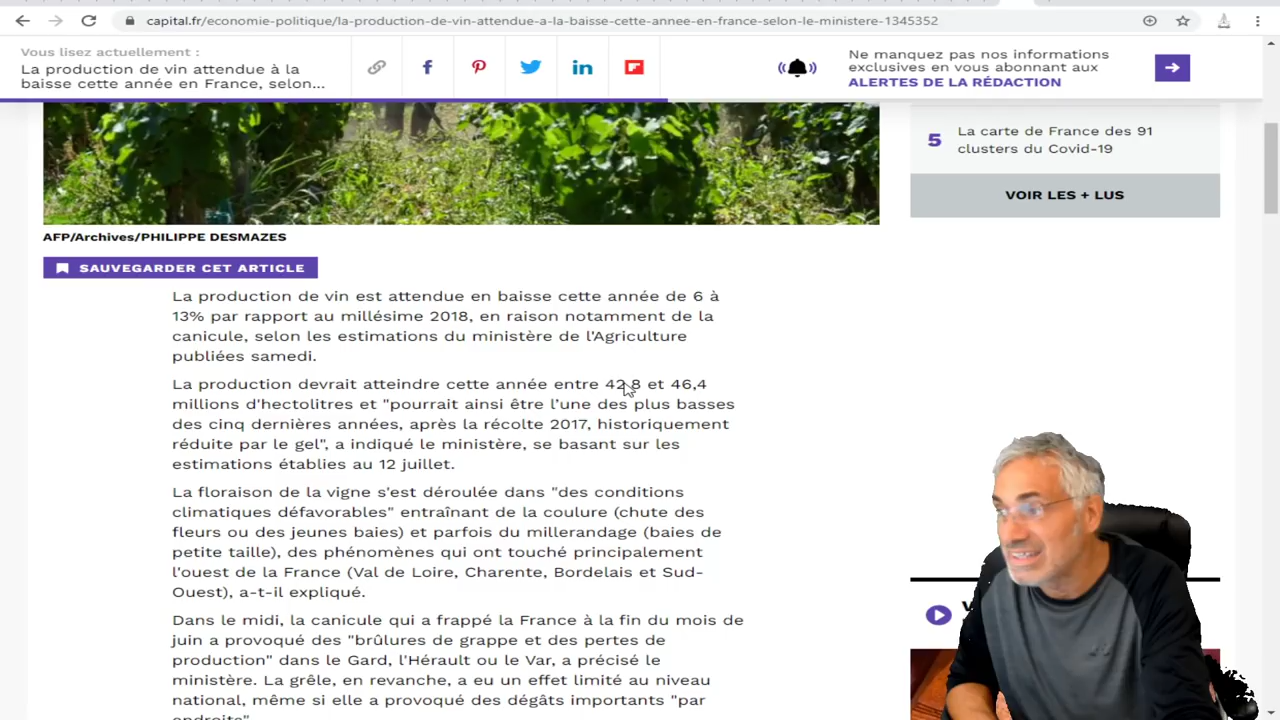 capital.fr/economie-politique/la-production-de-vin-attendue-a-la-baisse-cette-annee-en-france-selon-le-ministere-1345352
Vous lisez actuellement :
La production de vin attendue à la
baisse cette année en France, selon...
Ne manquez pas nos informations
exclusives en vous abonnant aux
ALERTES DE LA RÉDACTION
5
La carte de France des 91
clusters du Covid-19
VOIR LES + LUS
AFP/Archives/PHILIPPE DESMAZES
SAUVEGARDER CET ARTICLE
La production de vin est attendue en baisse cette année de 6 à
13% par rapport au millésime 2018, en raison notamment de la
canicule, selon les estimations du ministère de l'Agriculture
publiées samedi.
La production devrait atteindre cette année entre 42,8 et 46,4
millions d'hectolitres et "pourrait ainsi être l'une des plus basses
des cinq dernières années, après la récolte 2017, historiquement
réduite par le gel", a indiqué le ministère, se basant sur les
estimations établies au 12 juillet.
La floraison de la vigne s'est déroulée dans "des conditions
climatiques défavorables" entraînant de la coulure (chute des
fleurs ou des jeunes baies) et parfois du millerandage (baies de
petite taille), des phénomènes qui ont touché principalement
l'ouest de la France (Val de Loire, Charente, Bordelais et Sud-
Ouest), a-t-il expliqué.
Dans le midi, la canicule qui a frappé la France à la fin du mois de
juin a provoqué des "brûlures de grappe et des pertes de
production" dans le Gard, l'Hérault ou le Var, a précisé le
ministère. La grêle, en revanche, a eu un effet limité au niveau
national, même si elle a provoqué des dégâts importants "par
endroits".